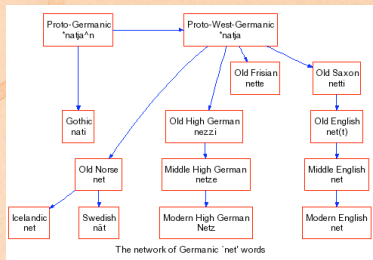 Proto-Germanic
*natja^n
Proto-West-Germanic
*natja
Old Frisian
nette
Old Saxon
netti
Gothic
nati
Old High German
nezzi
Old English
net(t)
Old Norse
net
Middle High German
netze
Middle English
net
Icelandic
net
Swedish
nät
Modern High German
Netz
Modern English
net
The network of Germanic `net' words